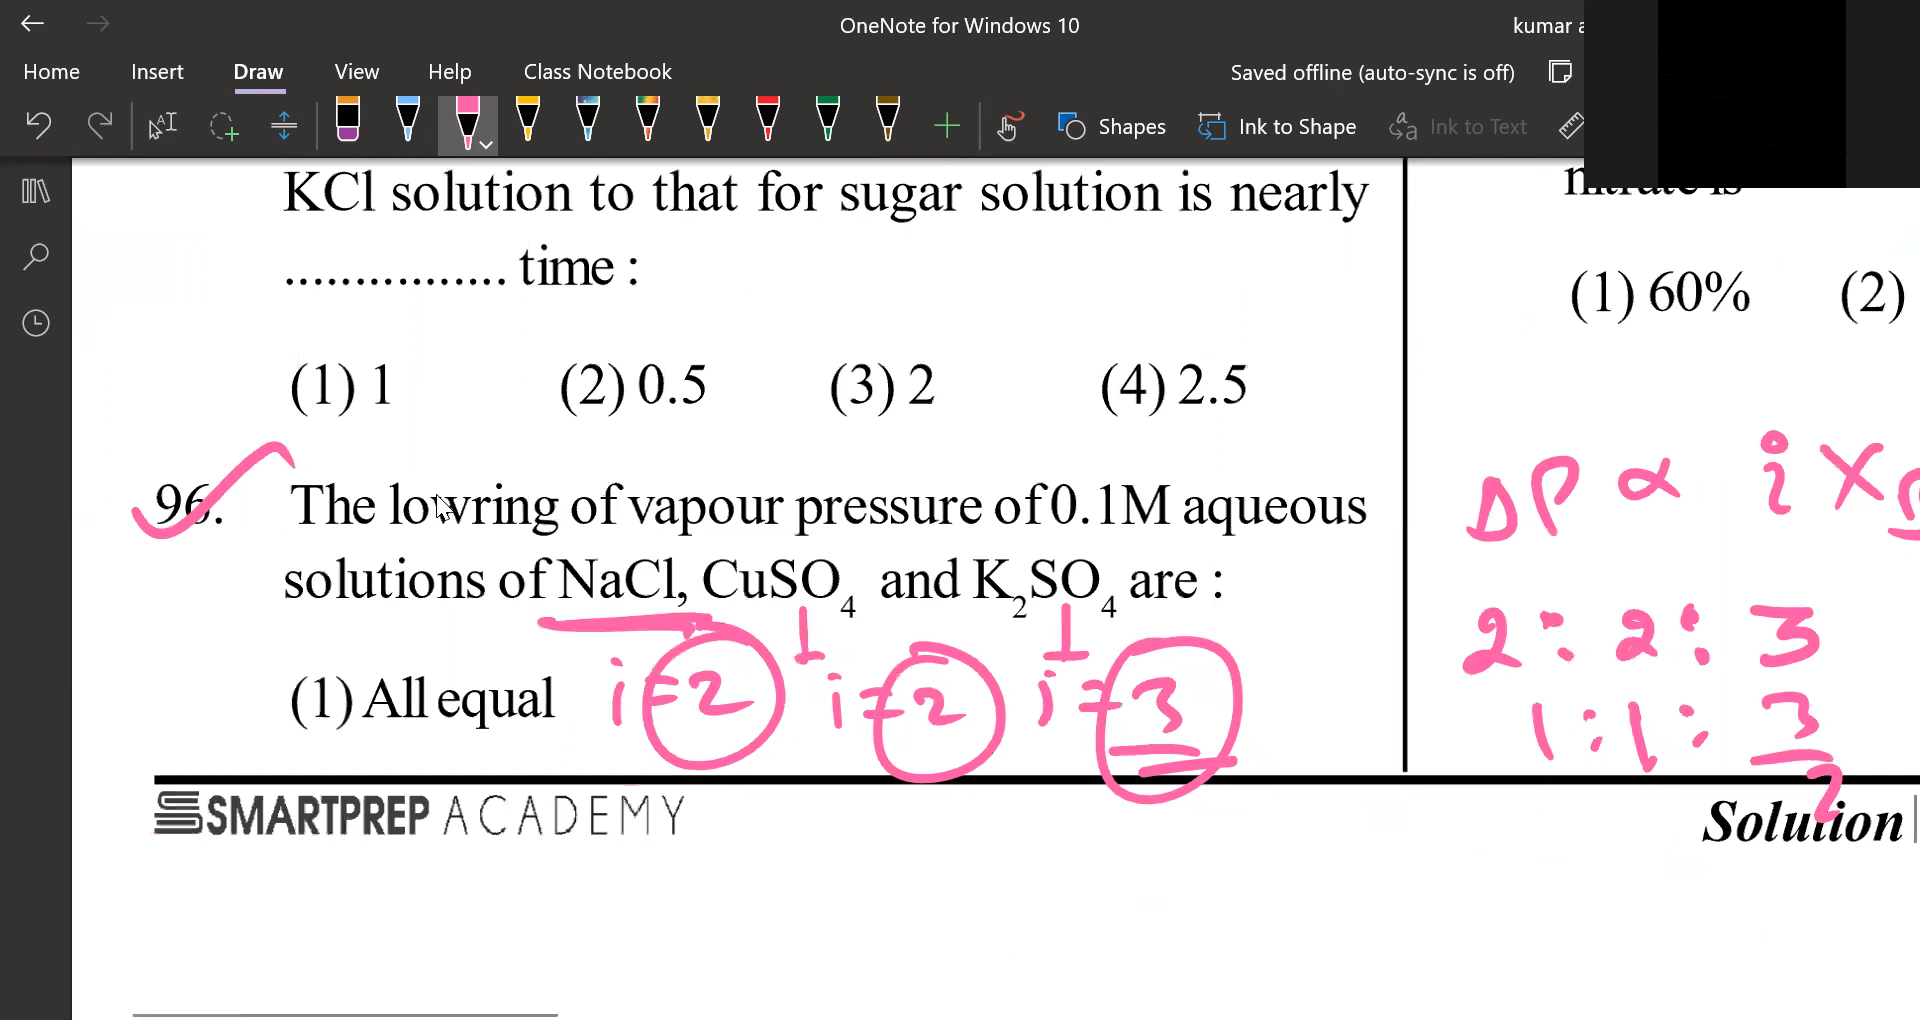 OneNote for Windows 10
kumar a
Home Insert Draw View Help Class Notebook
Saved offline (auto-sync is off)
Shapes Ink to Shape Ink to Text
KCl solution to that for sugar solution is nearly
................ time :
(1) 1 (2) 0.5 (3) 2 (4) 2.5
96. The lowring of vapour pressure of 0.1M aqueous
solutions of NaCl, CuSO₄ and K₂SO₄ are :
(1) All equal i=2 i=2 i=3
SMARTPREP ACADEMY
(1) 60% (2)
ΔP ∝ i ×
2 : 2 : 3
1 : 1 : 3/2
Solution